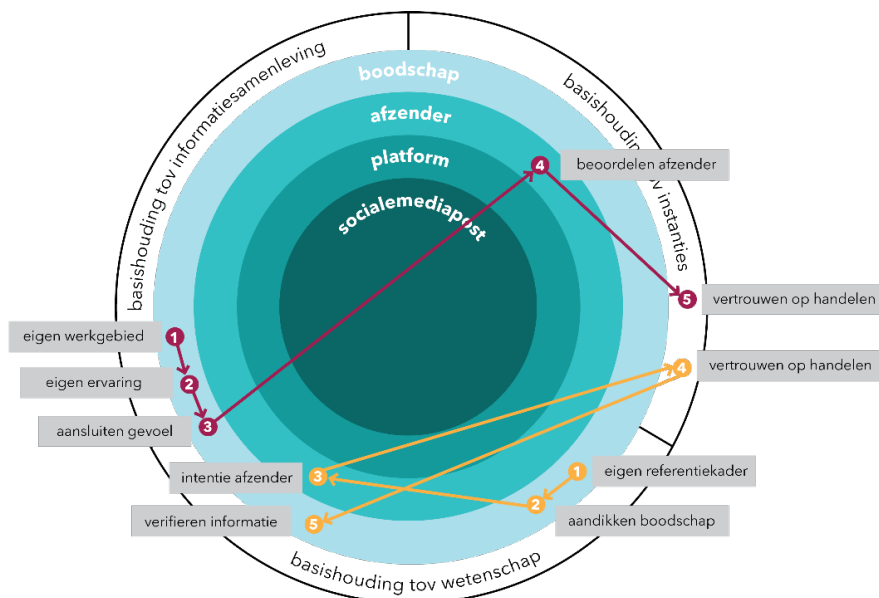 basishouding tov informatiesamenleving
basishouding tov instanties
boodschap
afzender
platform
socialemediapost
4
beoordelen afzender
5
vertrouwen op handelen
1
eigen werkgebied
4
vertrouwen op handelen
2
eigen ervaring
3
aansluiten gevoel
3
intentie afzender
1
eigen referentiekader
5
verifieren informatie
2
aandikken boodschap
basishouding tov wetenschap